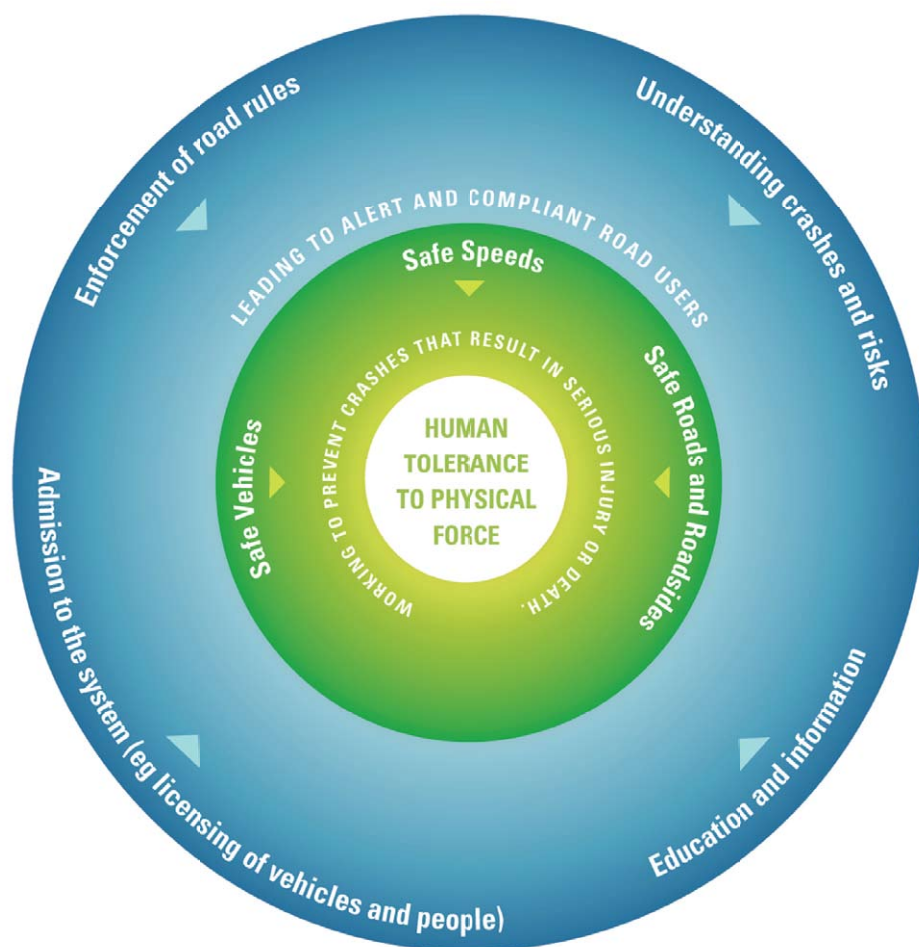 Enforcement of road rules
Understanding crashes and risks
LEADING TO ALERT AND COMPLIANT ROAD USERS
Safe Speeds
Safe Vehicles
Safe Roads and Roadsides
WORKING TO PREVENT CRASHES THAT RESULT IN SERIOUS INJURY OR DEATH.
HUMAN
TOLERANCE
TO PHYSICAL
FORCE
Admission to the system (eg licensing of vehicles and people)
Education and information